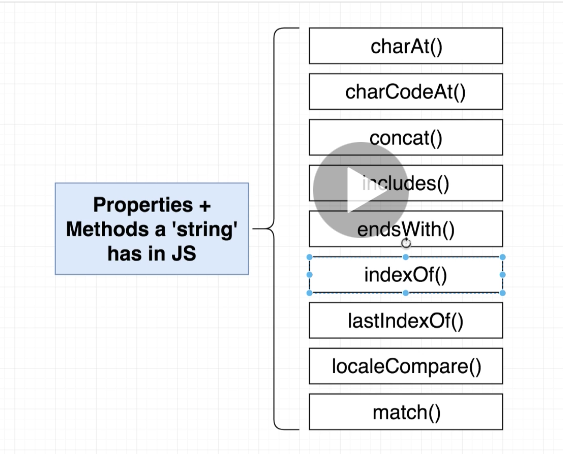 Properties +
Methods a 'string'
has in JS
charAt()
charCodeAt()
concat()
includes()
endsWith()
indexOf()
lastIndexOf()
localeCompare()
match()